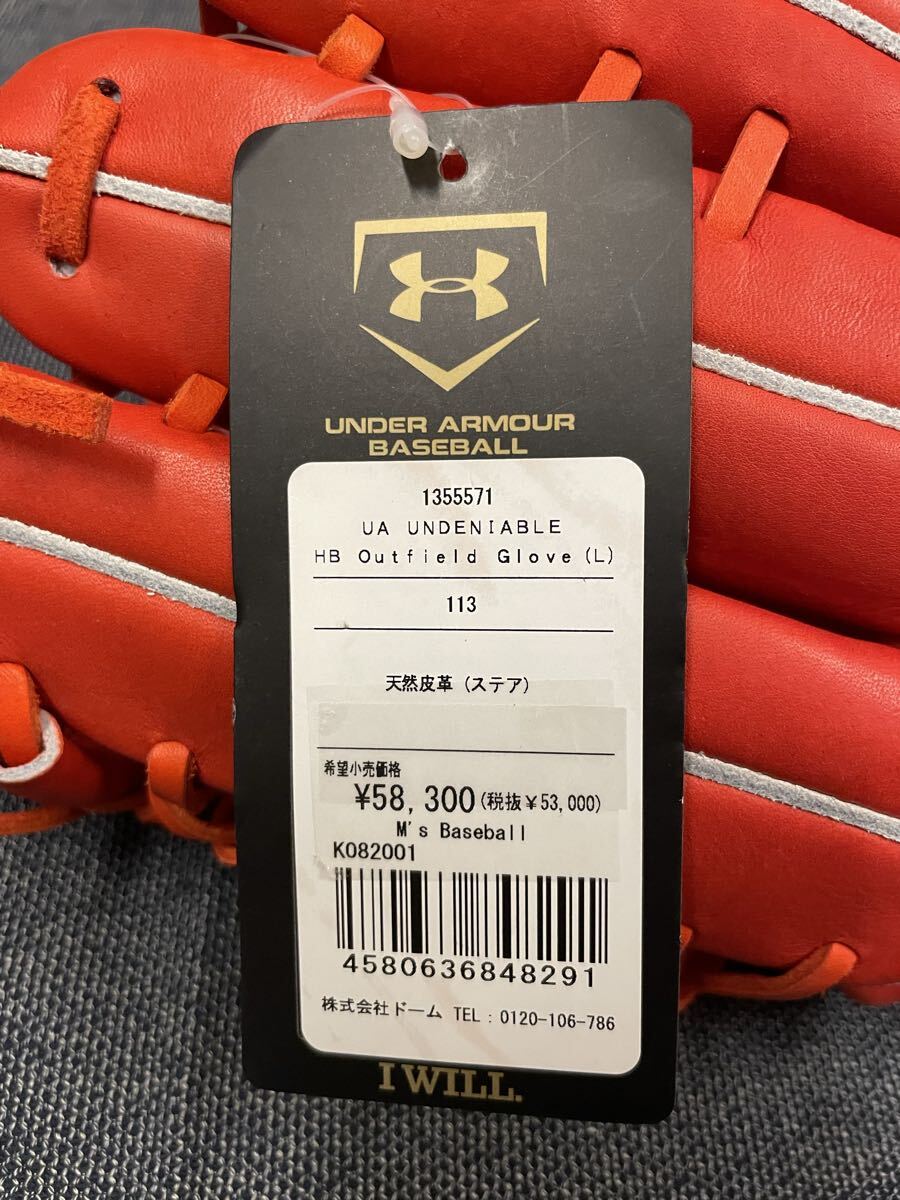 UNDER ARMOUR
BASEBALL
1355571
UA UNDENIABLE
HB Outfield Glove(L)
113
天然皮革(ステア)
希望小売価格
¥58,300(税抜¥53,000)
M's Baseball
K082001
4580636848291
株式会社ドーム TEL:0120-106-786
I WILL.